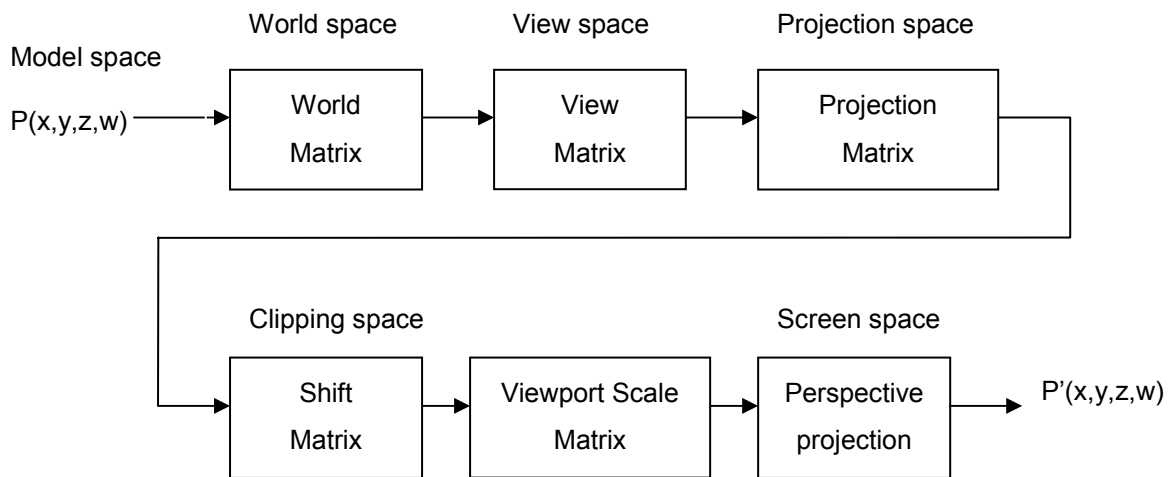 World space
View space
Projection space
Model space
P(x,y,z,w)
World
Matrix
View
Matrix
Projection
Matrix
Clipping space
Screen space
Shift
Matrix
Viewport Scale
Matrix
Perspective
projection
P’(x,y,z,w)